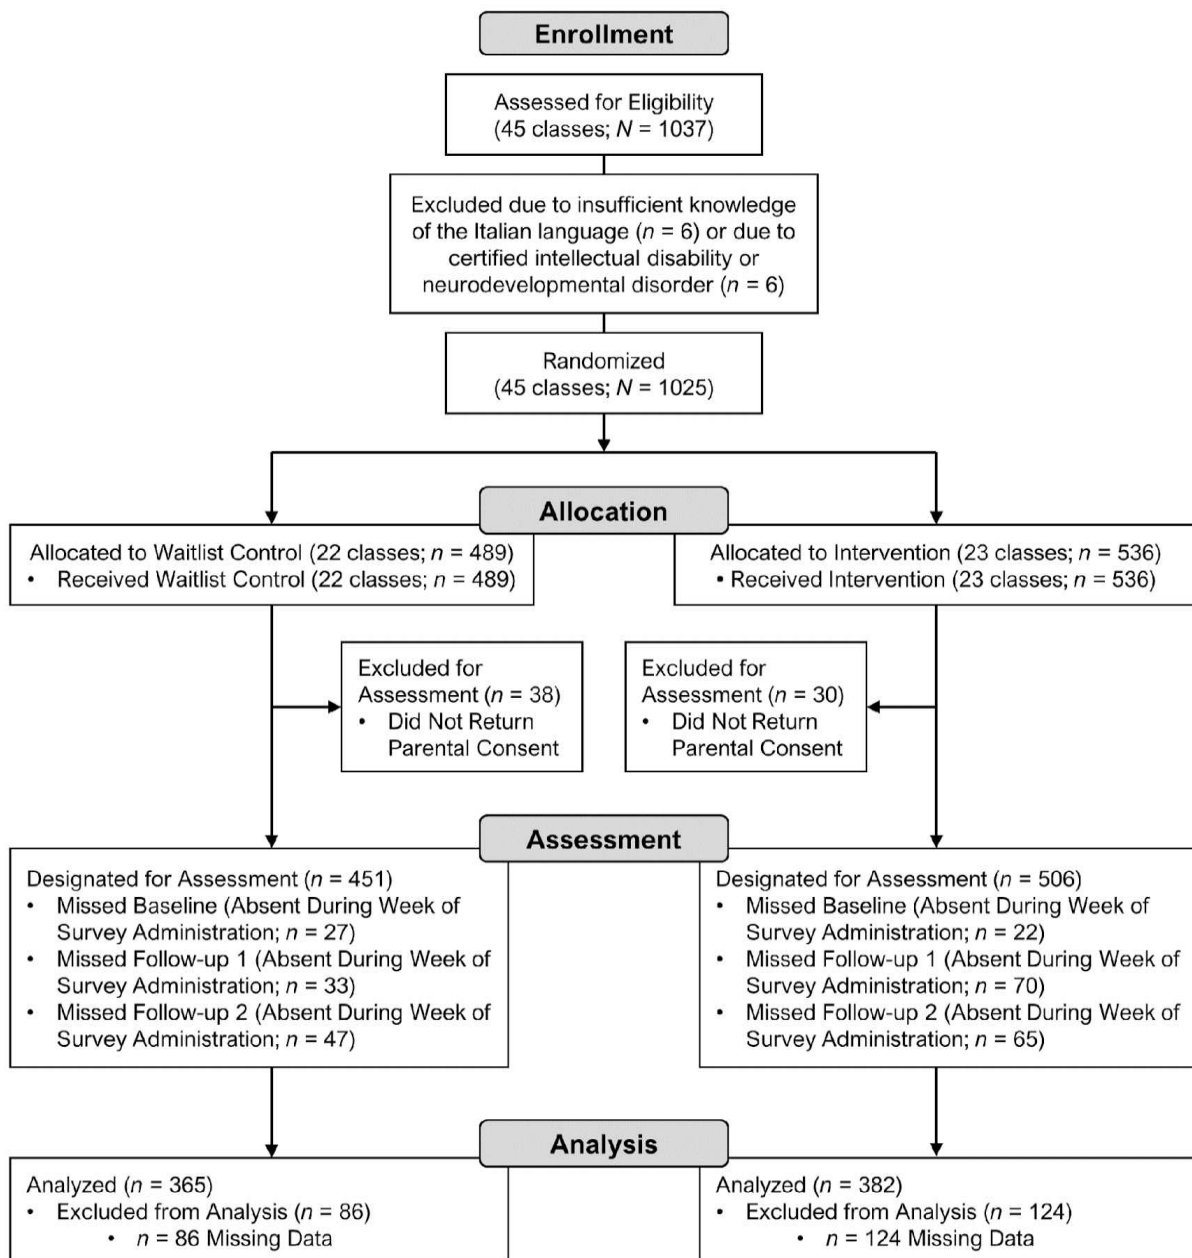 Enrollment
Assessed for Eligibility
(45 classes; N = 1037)
Excluded due to insufficient knowledge
of the Italian language (n = 6) or due to
certified intellectual disability or
neurodevelopmental disorder (n = 6)
Randomized
(45 classes; N = 1025)
Allocation
Allocated to Waitlist Control (22 classes; n = 489)
• Received Waitlist Control (22 classes; n = 489)
Allocated to Intervention (23 classes; n = 536)
• Received Intervention (23 classes; n = 536)
Excluded for
Assessment (n = 38)
• Did Not Return
Parental Consent
Excluded for
Assessment (n = 30)
• Did Not Return
Parental Consent
Assessment
Designated for Assessment (n = 451)
• Missed Baseline (Absent During Week of
Survey Administration; n = 27)
• Missed Follow-up 1 (Absent During Week of
Survey Administration; n = 33)
• Missed Follow-up 2 (Absent During Week of
Survey Administration; n = 47)
Designated for Assessment (n = 506)
• Missed Baseline (Absent During Week of
Survey Administration; n = 22)
• Missed Follow-up 1 (Absent During Week of
Survey Administration; n = 70)
• Missed Follow-up 2 (Absent During Week of
Survey Administration; n = 65)
Analysis
Analyzed (n = 365)
• Excluded from Analysis (n = 86)
• n = 86 Missing Data
Analyzed (n = 382)
• Excluded from Analysis (n = 124)
• n = 124 Missing Data